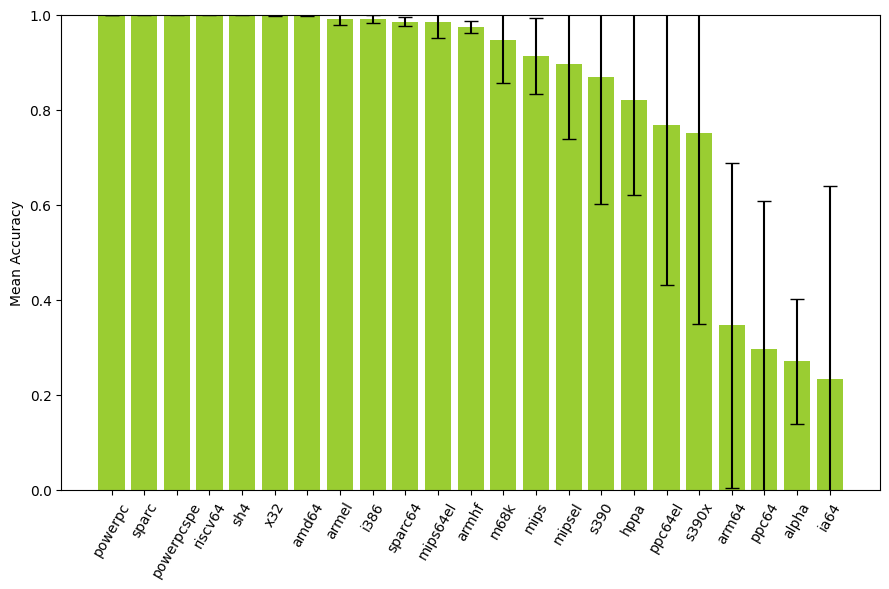 1.0
0.8
0.6
0.4
0.2
0.0
Mean Accuracy
powerpc
sparc
powerpcspe
riscv64
sh4
x32
amd64
armel
i386
sparc64
mips64el
armhf
m68k
mips
mipsel
s390
hppa
ppc64el
s390x
arm64
ppc64
alpha
ia64